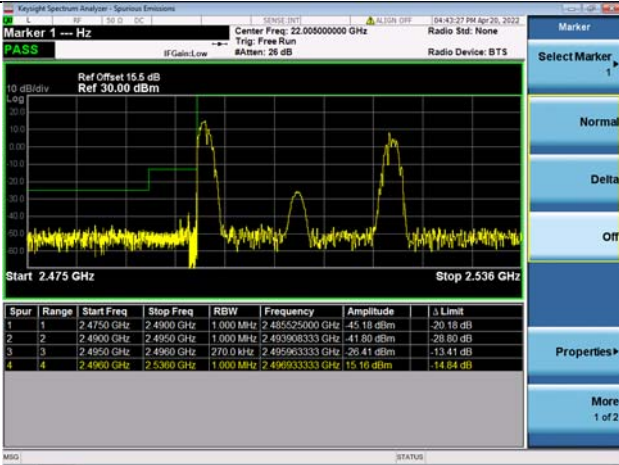 Keysight Spectrum Analyzer - Spurious Emissions
RF 50 Ω DC SENSE:INT ALIGN OFF 04:43:27 PM Apr 20, 2022
Marker 1 --- Hz
Center Freq: 22.005000000 GHz
Radio Std: None
Trig: Free Run
PASS
IFGain:Low
#Atten: 26 dB
Radio Device: BTS
Ref Offset 15.5 dB
10 dB/div
Ref 30.00 dBm
Log
20.0
10.0
0.00
-10.0
-20.0
-30.0
-40.0
-50.0
-60.0
Start 2.475 GHz
Stop 2.536 GHz
Spur Range Start Freq Stop Freq RBW Frequency Amplitude Δ Limit
1 1 2.4750 GHz 2.4900 GHz 1.000 MHz 2.485525000 GHz -45.18 dBm -20.18 dB
2 2 2.4900 GHz 2.4950 GHz 1.000 MHz 2.493908333 GHz -41.80 dBm -28.80 dB
3 3 2.4950 GHz 2.4960 GHz 270.0 kHz 2.495963333 GHz -26.41 dBm -13.41 dB
4 4 2.4960 GHz 2.5360 GHz 1.000 MHz 2.496933333 GHz 15.16 dBm -14.84 dB
MSG
STATUS
Marker
Select Marker
1
Normal
Delta
Off
Properties
More
1 of 2